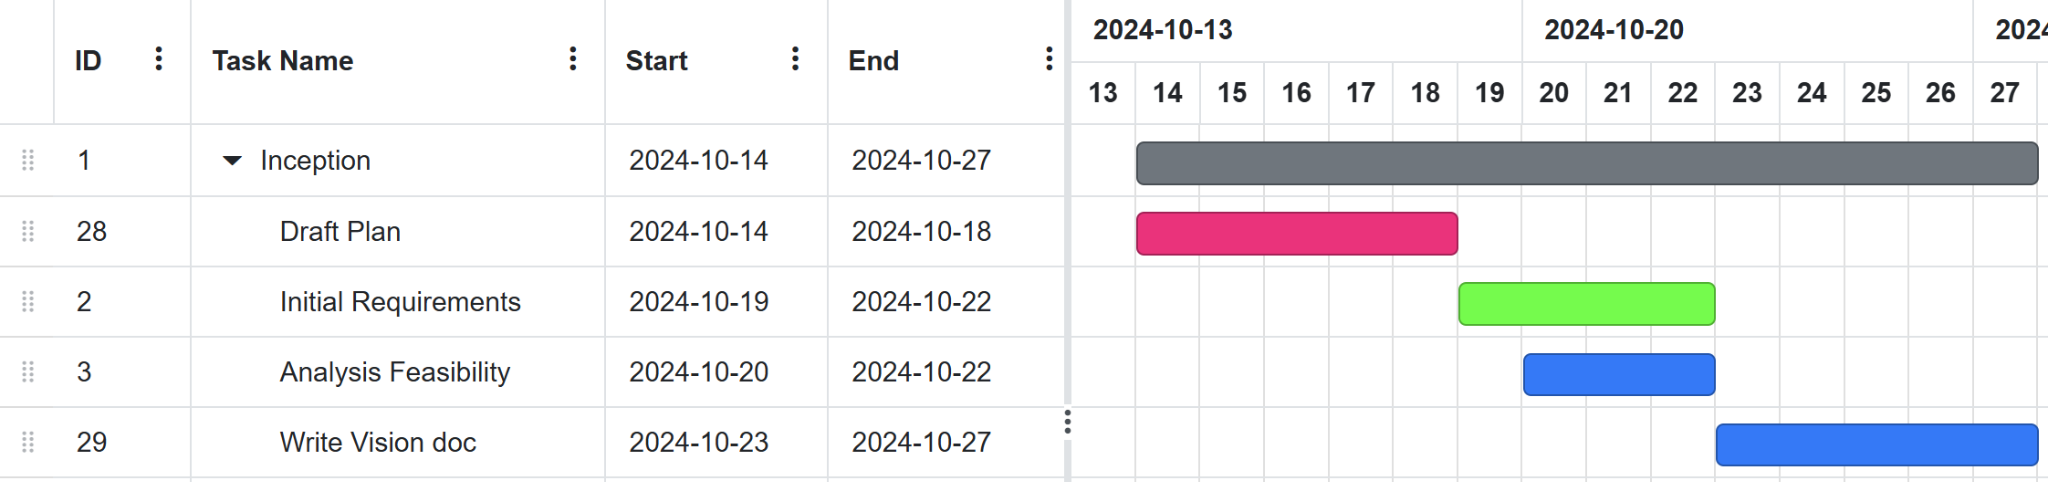 ID Task Name Start End 2024-10-13 2024-10-20
13 14 15 16 17 18 19 20 21 22 23 24 25 26 27
1 Inception 2024-10-14 2024-10-27
28 Draft Plan 2024-10-14 2024-10-18
2 Initial Requirements 2024-10-19 2024-10-22
3 Analysis Feasibility 2024-10-20 2024-10-22
29 Write Vision doc 2024-10-23 2024-10-27